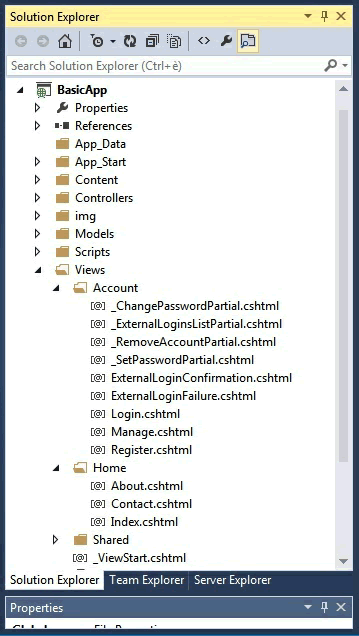 Solution Explorer
Search Solution Explorer (Ctrl+è)
BasicApp
Properties
References
App_Data
App_Start
Content
Controllers
img
Models
Scripts
Views
Account
_ChangePasswordPartial.cshtml
_ExternalLoginsListPartial.cshtml
_RemoveAccountPartial.cshtml
_SetPasswordPartial.cshtml
ExternalLoginConfirmation.cshtml
ExternalLoginFailure.cshtml
Login.cshtml
Manage.cshtml
Register.cshtml
Home
About.cshtml
Contact.cshtml
Index.cshtml
Shared
_ViewStart.cshtml
Solution Explorer Team Explorer Server Explorer
Properties